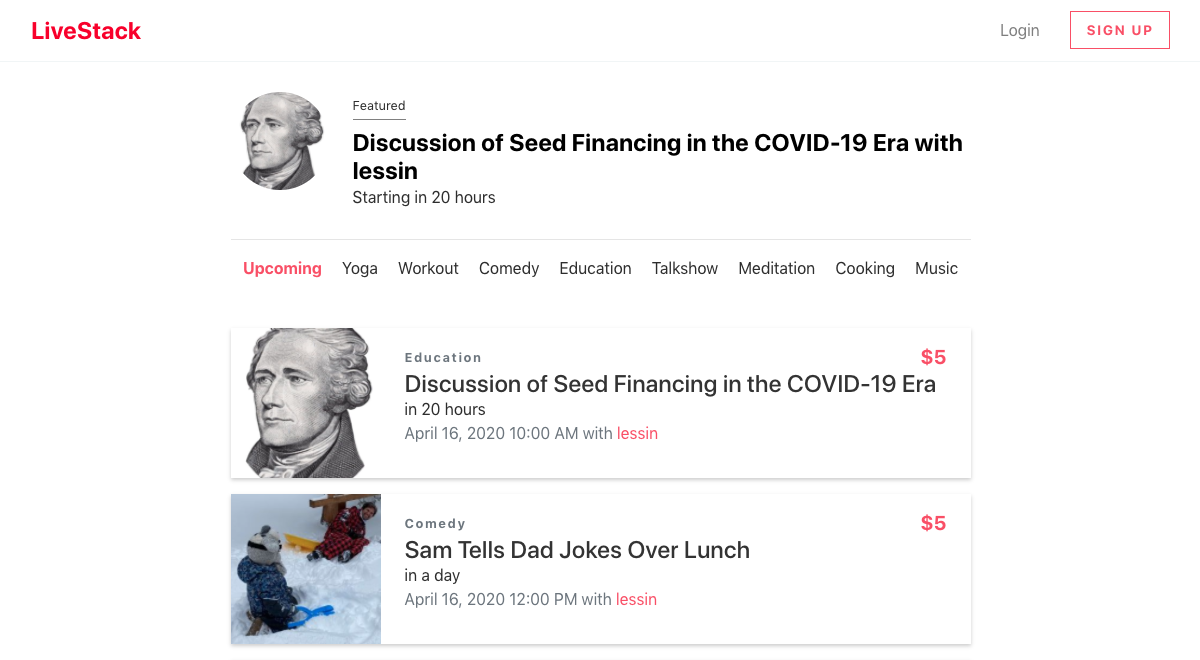 LiveStack
Login
SIGN UP
Featured
Discussion of Seed Financing in the COVID-19 Era with
lessin
Starting in 20 hours
Upcoming Yoga Workout Comedy Education Talkshow Meditation Cooking Music
Education
$5
Discussion of Seed Financing in the COVID-19 Era
in 20 hours
April 16, 2020 10:00 AM with lessin
Comedy
$5
Sam Tells Dad Jokes Over Lunch
in a day
April 16, 2020 12:00 PM with lessin